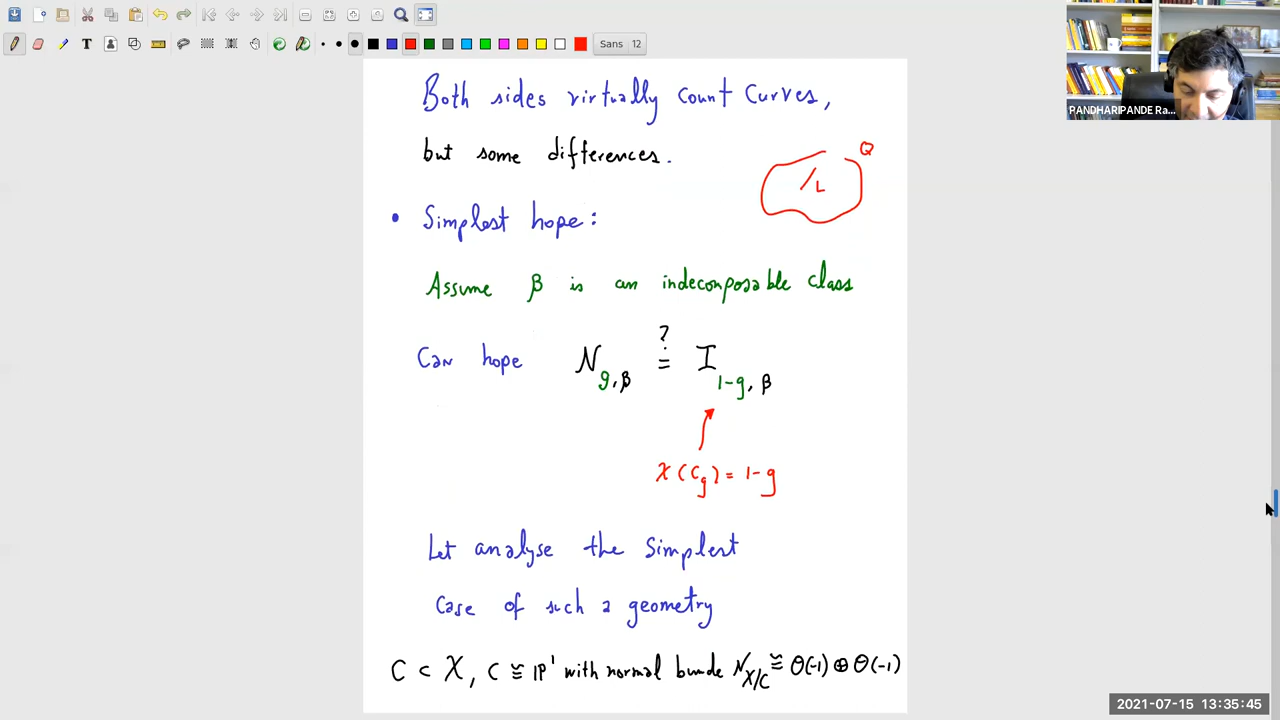 Sans 12
PANDHARIPANDE Ra...
Both sides virtually count curves,
but some differences.
Q
L
• Simplest hope:
Assume β is an indecomposable class
Can hope N_{g,β} ≟ I_{1-g,β}
χ(C_g) = 1-g
Let analyse the simplest
case of such a geometry
C ⊂ X, C ≅ ℙ¹ with normal bunde N_{X/C} ≅ O(-1) ⊕ O(-1)
2021-07-15 13:35:45